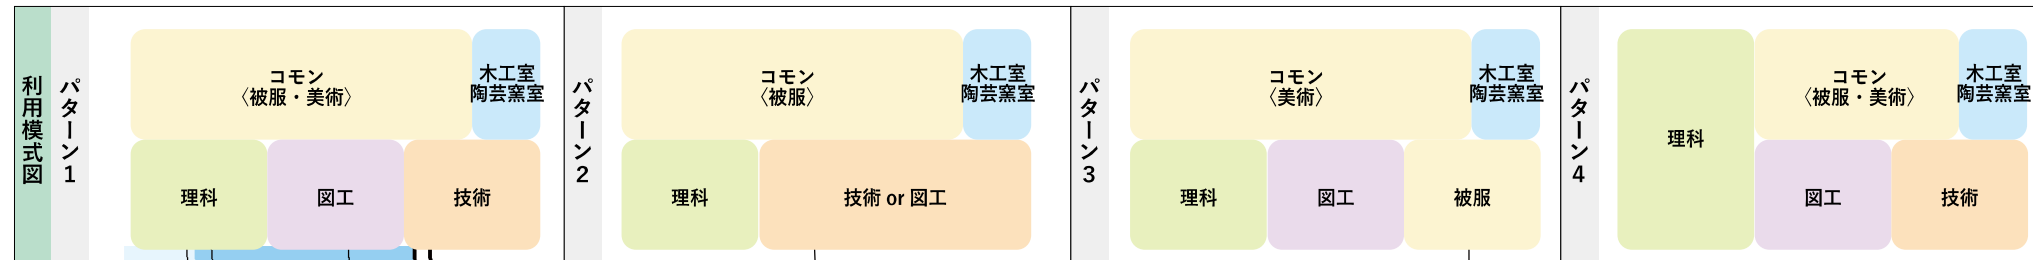 利用模式図
パターン1
コモン
〈被服・美術〉
木工室
陶芸窯室
理科
図工
技術
パターン2
コモン
〈被服〉
木工室
陶芸窯室
理科
技術 or 図工
パターン3
コモン
〈美術〉
木工室
陶芸窯室
理科
図工
被服
パターン4
理科
コモン
〈被服・美術〉
木工室
陶芸窯室
図工
技術